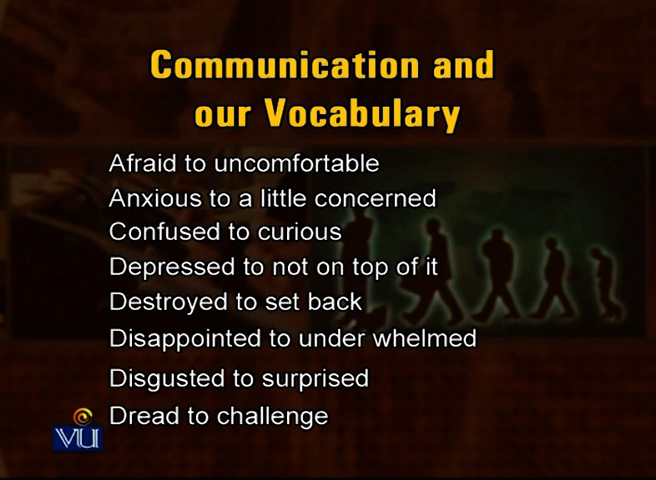 Communication and
our Vocabulary
Afraid to uncomfortable
Anxious to a little concerned
Confused to curious
Depressed to not on top of it
Destroyed to set back
Disappointed to under whelmed
Disgusted to surprised
Dread to challenge
VU